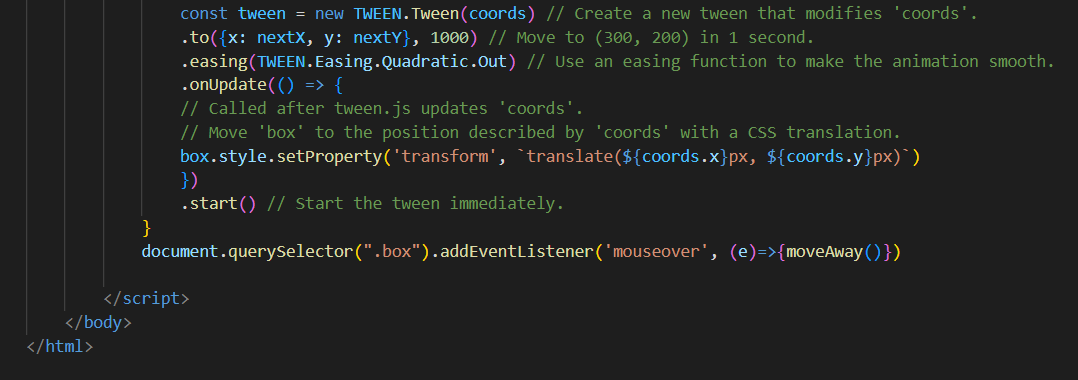 const tween = new TWEEN.Tween(coords) // Create a new tween that modifies 'coords'.
.to({x: nextX, y: nextY}, 1000) // Move to (300, 200) in 1 second.
.easing(TWEEN.Easing.Quadratic.Out) // Use an easing function to make the animation smooth.
.onUpdate(() => {
// Called after tween.js updates 'coords'.
// Move 'box' to the position described by 'coords' with a CSS translation.
box.style.setProperty('transform', `translate(${coords.x}px, ${coords.y}px)`)
})
.start() // Start the tween immediately.
}
document.querySelector(".box").addEventListener('mouseover', (e)=>{moveAway()})
</script>
</body>
</html>